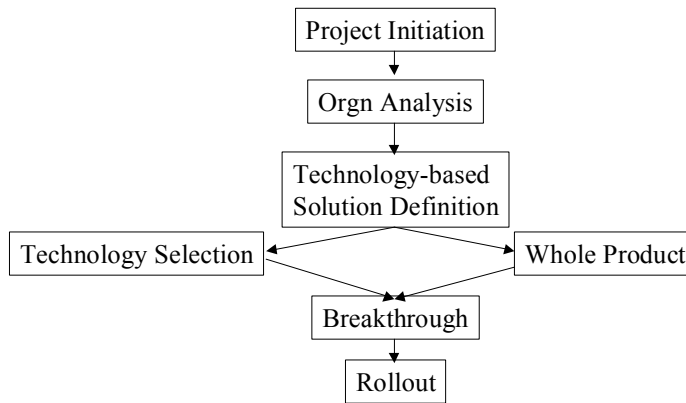 Project Initiation
Orgn Analysis
Technology-based
Solution Definition
Technology Selection
Whole Product
Breakthrough
Rollout